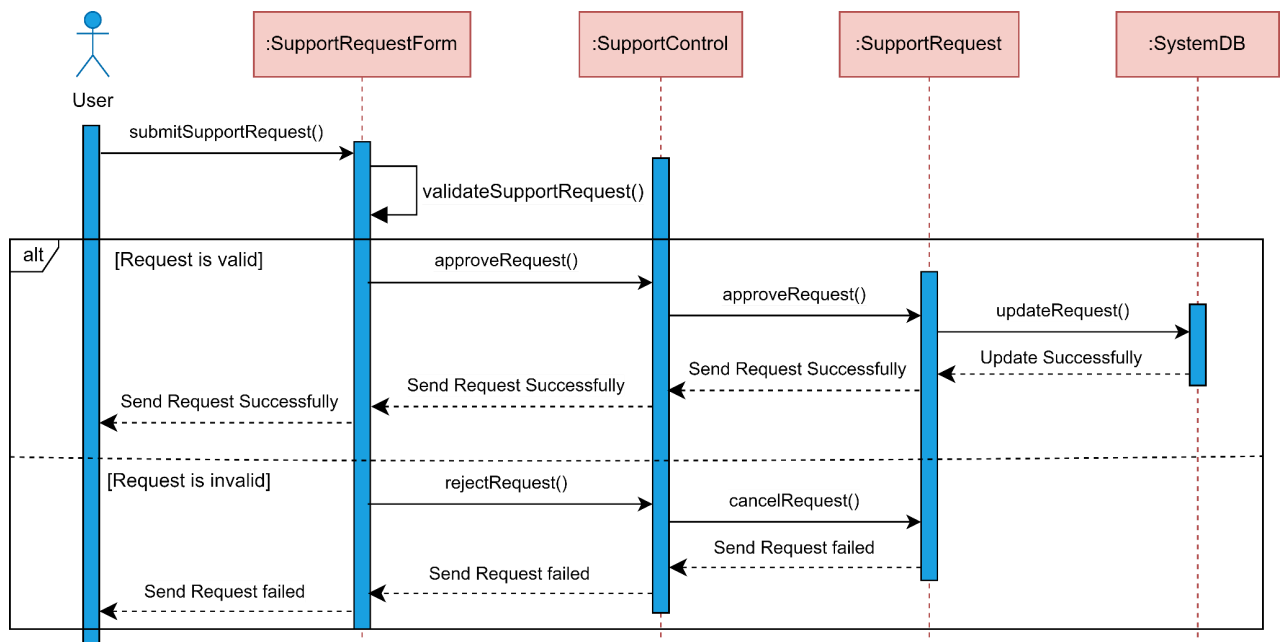 :SupportRequestForm
:SupportControl
:SupportRequest
:SystemDB
User
submitSupportRequest()
validateSupportRequest()
alt
[Request is valid]
approveRequest()
approveRequest()
updateRequest()
Update Successfully
Send Request Successfully
Send Request Successfully
Send Request Successfully
[Request is invalid]
rejectRequest()
cancelRequest()
Send Request failed
Send Request failed
Send Request failed